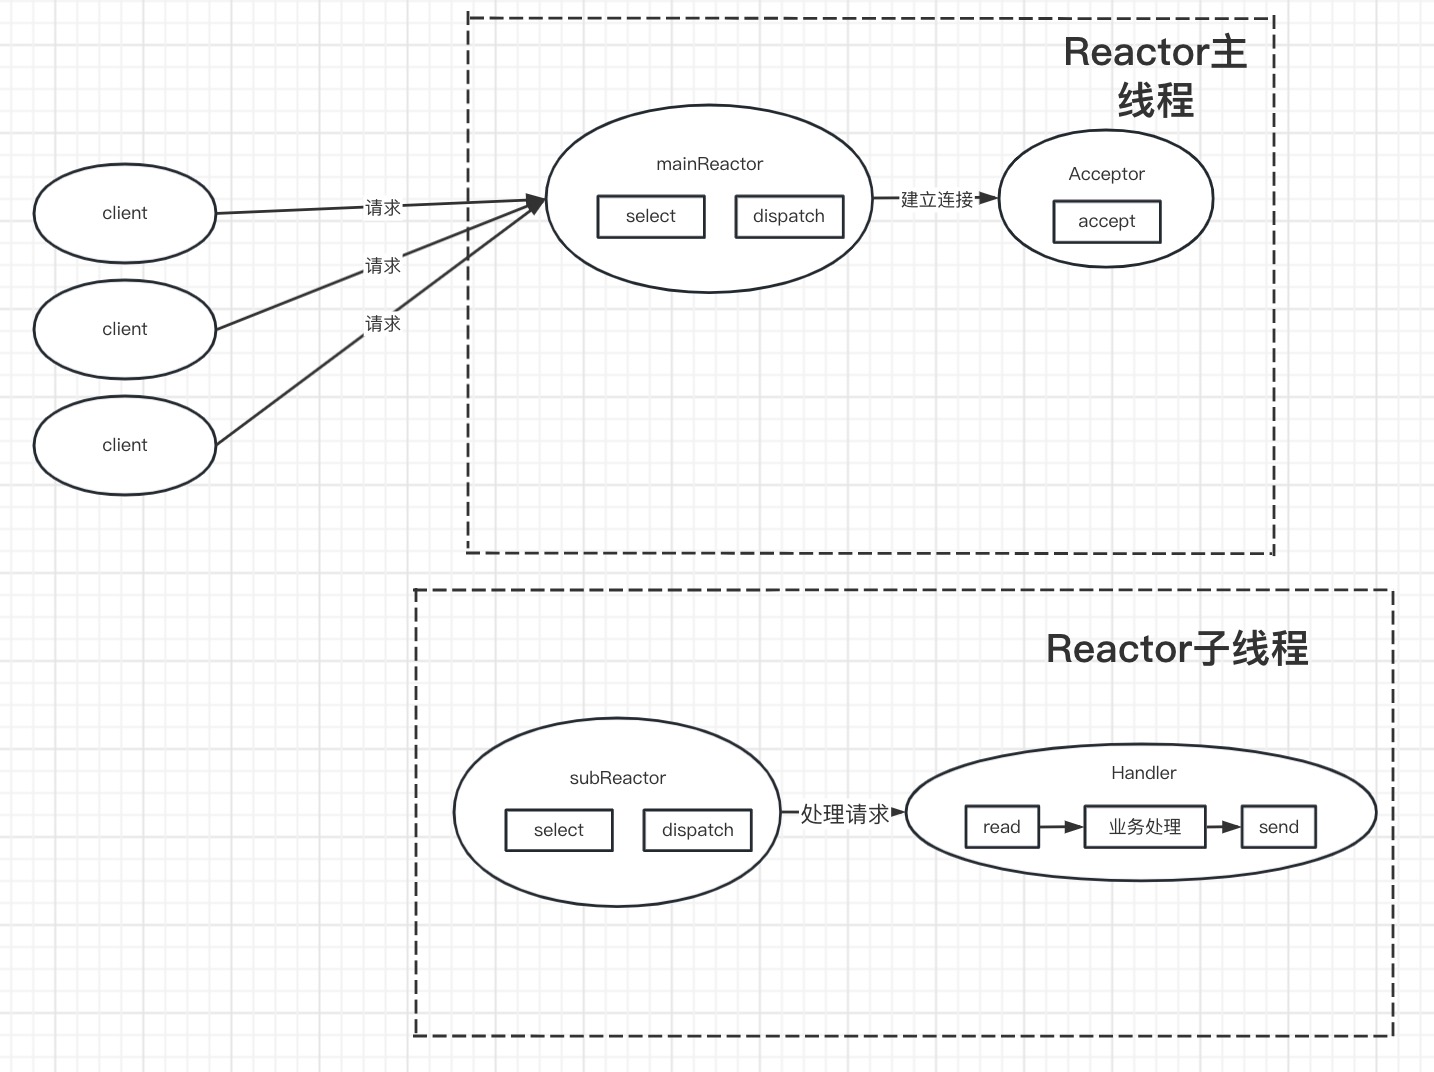 Reactor主
线程
mainReactor
select
dispatch
建立连接
Acceptor
accept
client
请求
client
请求
client
请求
Reactor子线程
subReactor
select
dispatch
处理请求
Handler
read
业务处理
send